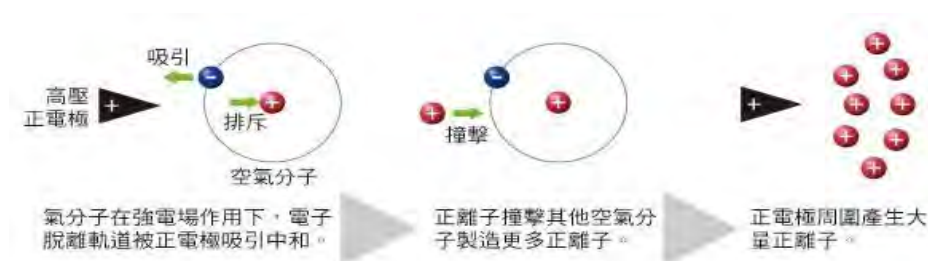 吸引
高壓
正電極
+
−
+
排斥
空氣分子
氣分子在強電場作用下，電子
脫離軌道被正電極吸引中和。
−
+
+
撞擊
正離子撞擊其他空氣分
子製造更多正離子。
+
+
+
+
+
+
+
+
+
正電極周圍產生大
量正離子。